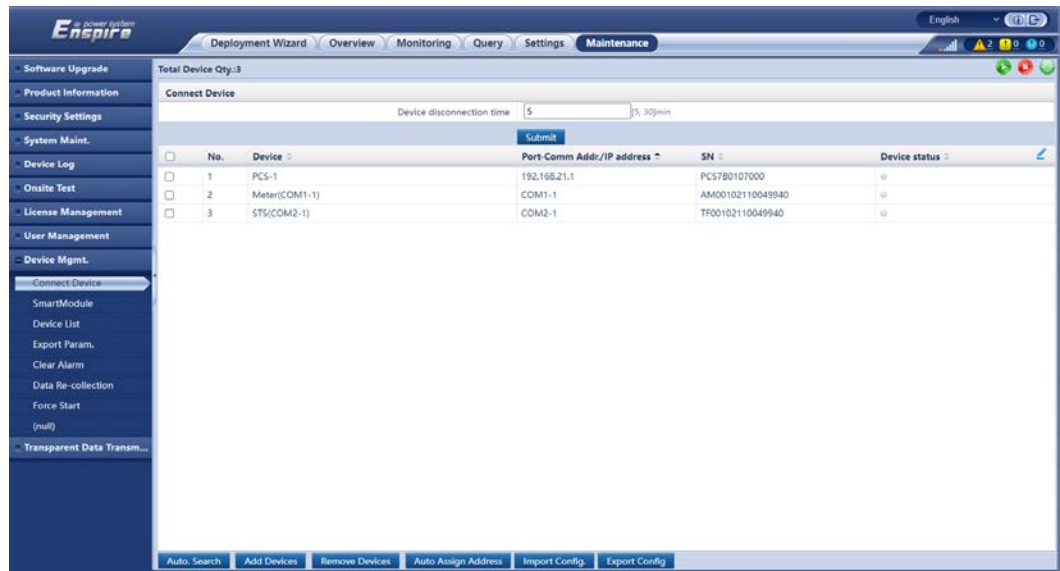 English
Enspire
e power system
Deployment Wizard Overview Monitoring Query Settings Maintenance
2 0 0
Software Upgrade
Product Information
Security Settings
System Maint.
Device Log
Onsite Test
License Management
User Management
Device Mgmt.
Connect Device
SmartModule
Device List
Export Param.
Clear Alarm
Data Re-collection
Force Start
(null)
Transparent Data Transm...
Total Device Qty.:3
Connect Device
Device disconnection time 5 [5, 30]min
Submit
No. Device Port-Comm Addr./IP address SN Device status
1 PCS-1 192.168.21.1 PCS7B0107000
2 Meter(COM1-1) COM1-1 AM00102110049940
3 STS(COM2-1) COM2-1 TF00102110049940
Auto. Search Add Devices Remove Devices Auto Assign Address Import Config. Export Config